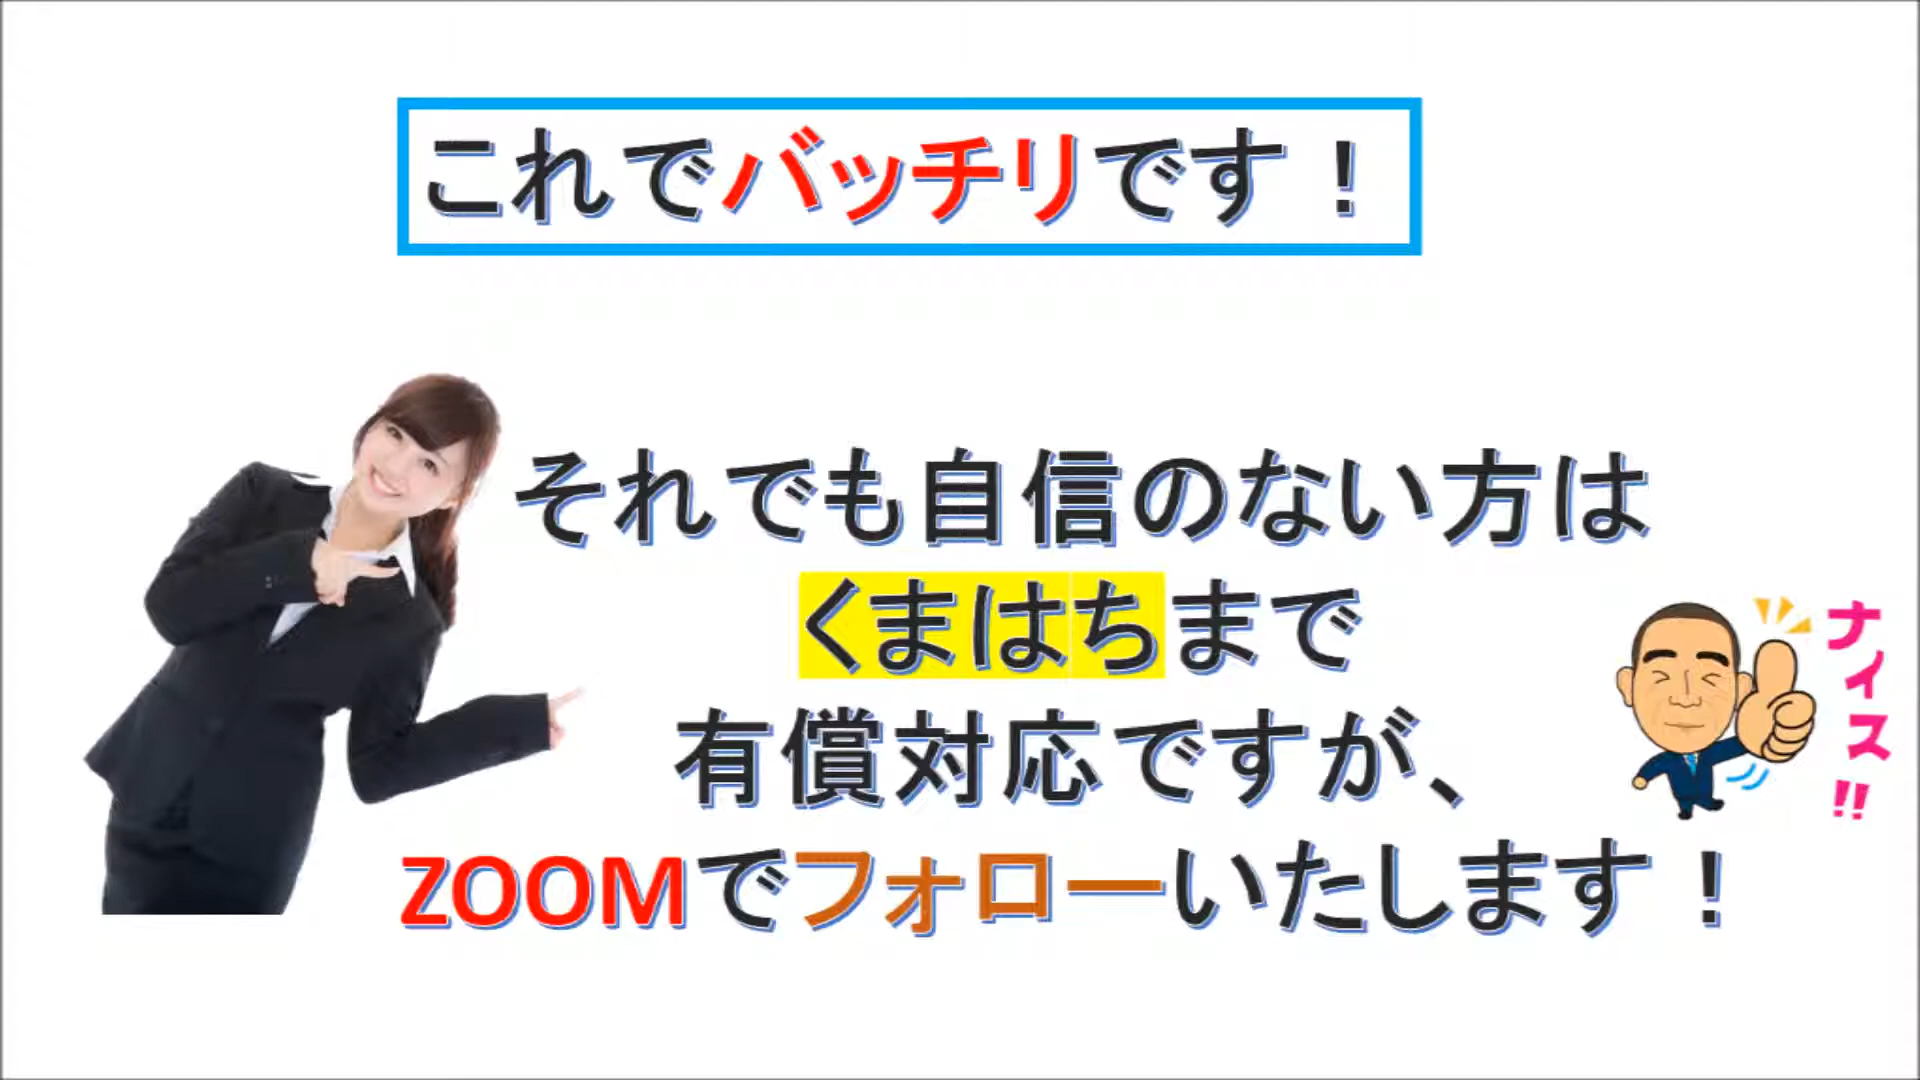 これでバッチリです！
それでも自信のない方は
くまはちまで
有償対応ですが、
ZOOMでフォローいたします！
ナイス!!